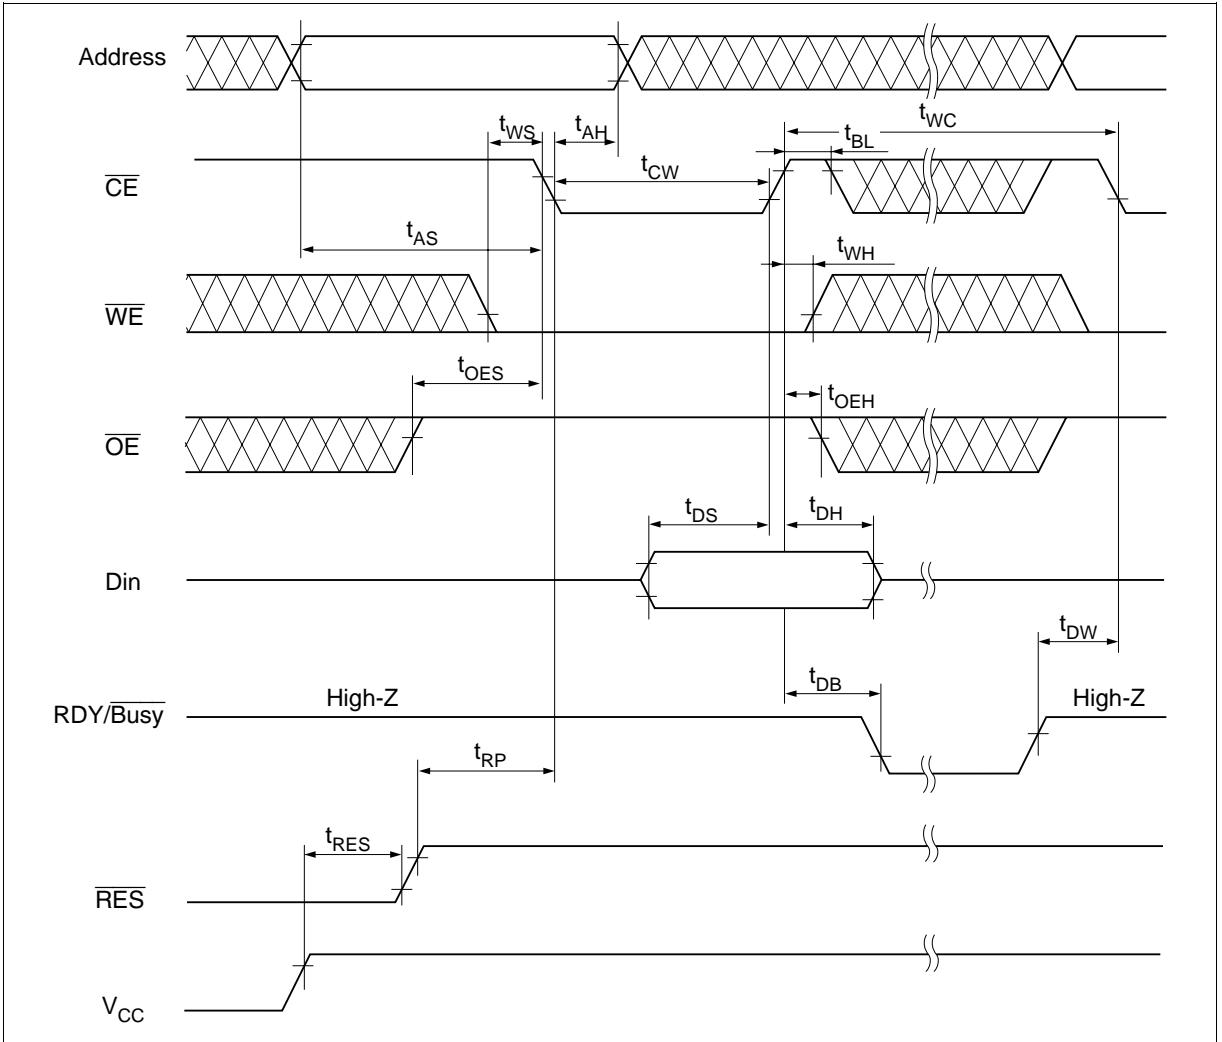 Address
tWS
tAH
tBL
tWC
CE
tCW
tAS
tWH
WE
tOES
tOEH
OE
tDS
tDH
Din
tDW
tDB
RDY/Busy
High-Z
High-Z
tRP
tRES
RES
VCC